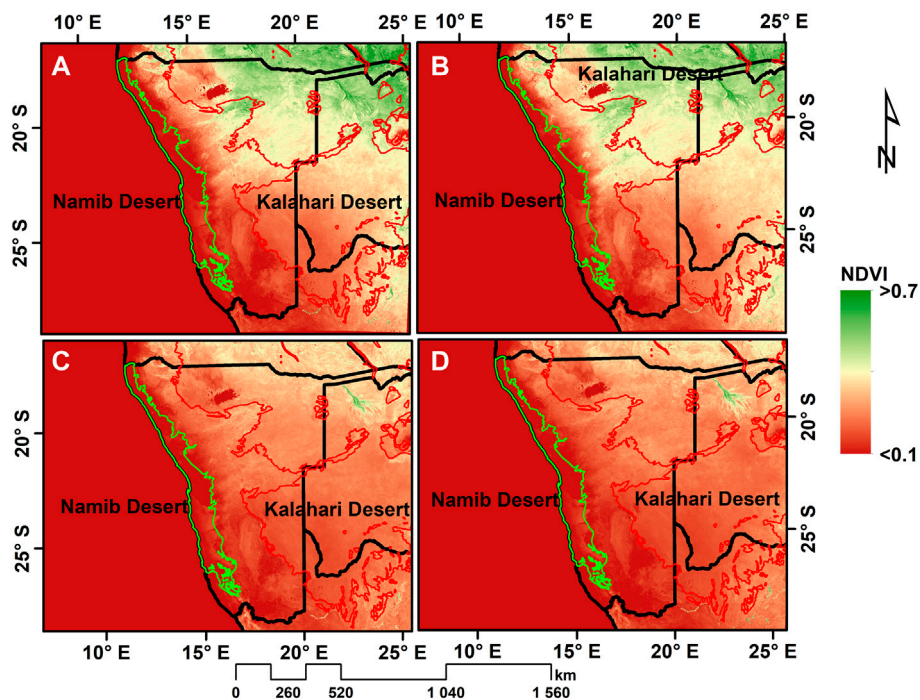 10° E 15° E 20° E 25° E 10° E 15° E 20° E 25° E
A
B
Kalahari Desert
20° S
20° S
N
Namib Desert
Kalahari Desert
Namib Desert
25° S
25° S
NDVI
>0.7
<0.1
C
D
20° S
20° S
Namib Desert
Kalahari Desert
Namib Desert
Kalahari Desert
25° S
25° S
10° E 15° E 20° E 25° E 10° E 15° E 20° E 25° E
km
0 260 520 1 040 1 560